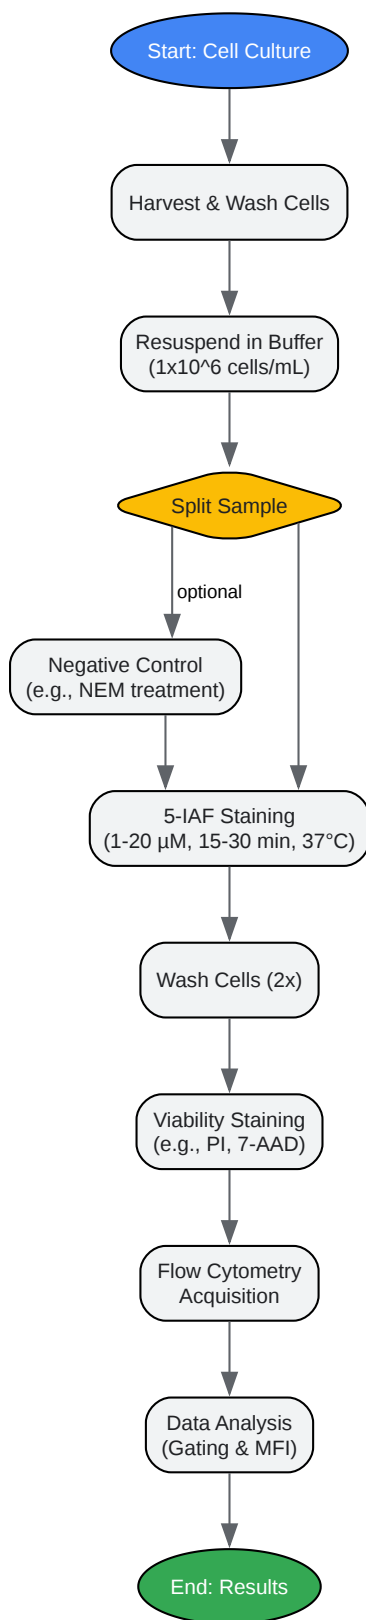 Start: Cell Culture
Harvest & Wash Cells
Resuspend in Buffer
(1x10^6 cells/mL)
Split Sample
optional
Negative Control
(e.g., NEM treatment)
5-IAF Staining
(1-20 µM, 15-30 min, 37°C)
Wash Cells (2x)
Viability Staining
(e.g., PI, 7-AAD)
Flow Cytometry
Acquisition
Data Analysis
(Gating & MFI)
End: Results